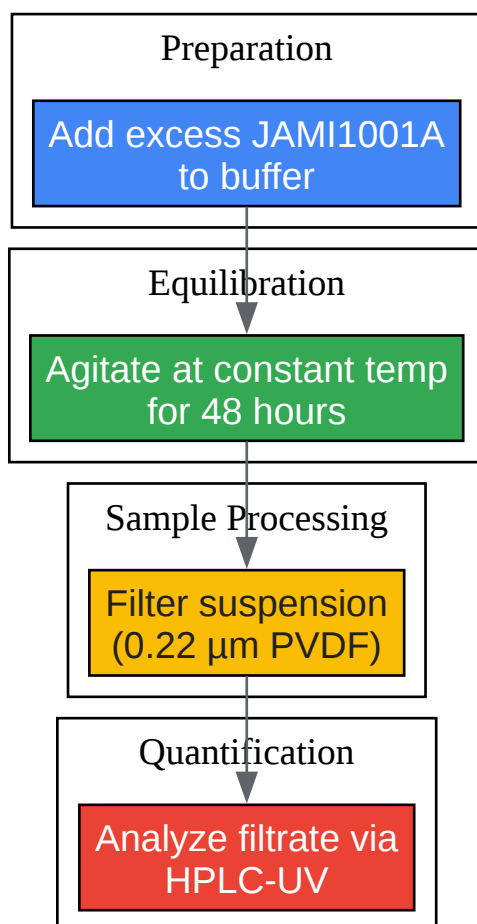 Preparation
Add excess JAMI1001A
to buffer
Equilibration
Agitate at constant temp
for 48 hours
Sample Processing
Filter suspension
(0.22 µm PVDF)
Quantification
Analyze filtrate via
HPLC-UV